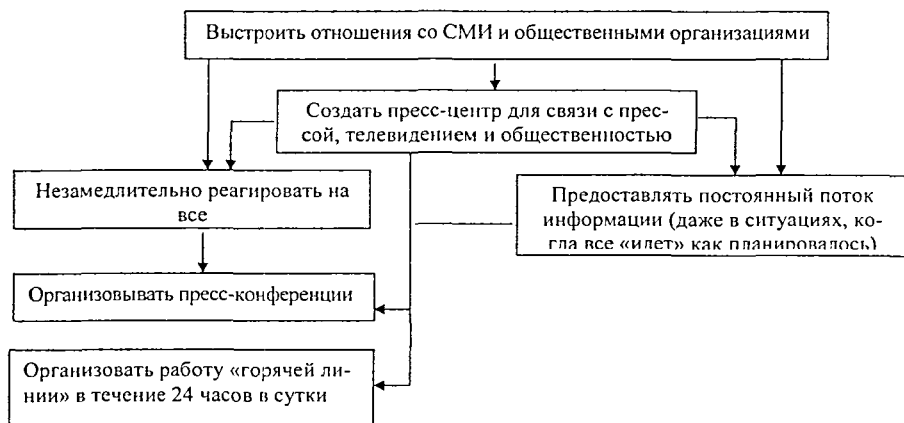 Выстроить отношения со СМИ и общественными организациями
Создать пресс-центр для связи с прес-
сой, телевидением и общественностью
Незамедлительно реагировать на
все
Предоставлять постоянный поток
информации (даже в ситуациях, ко-
гда все «идет» как планировалось)
Организовывать пресс-конференции
Организовать работу «горячей ли-
нии» в течение 24 часов в сутки